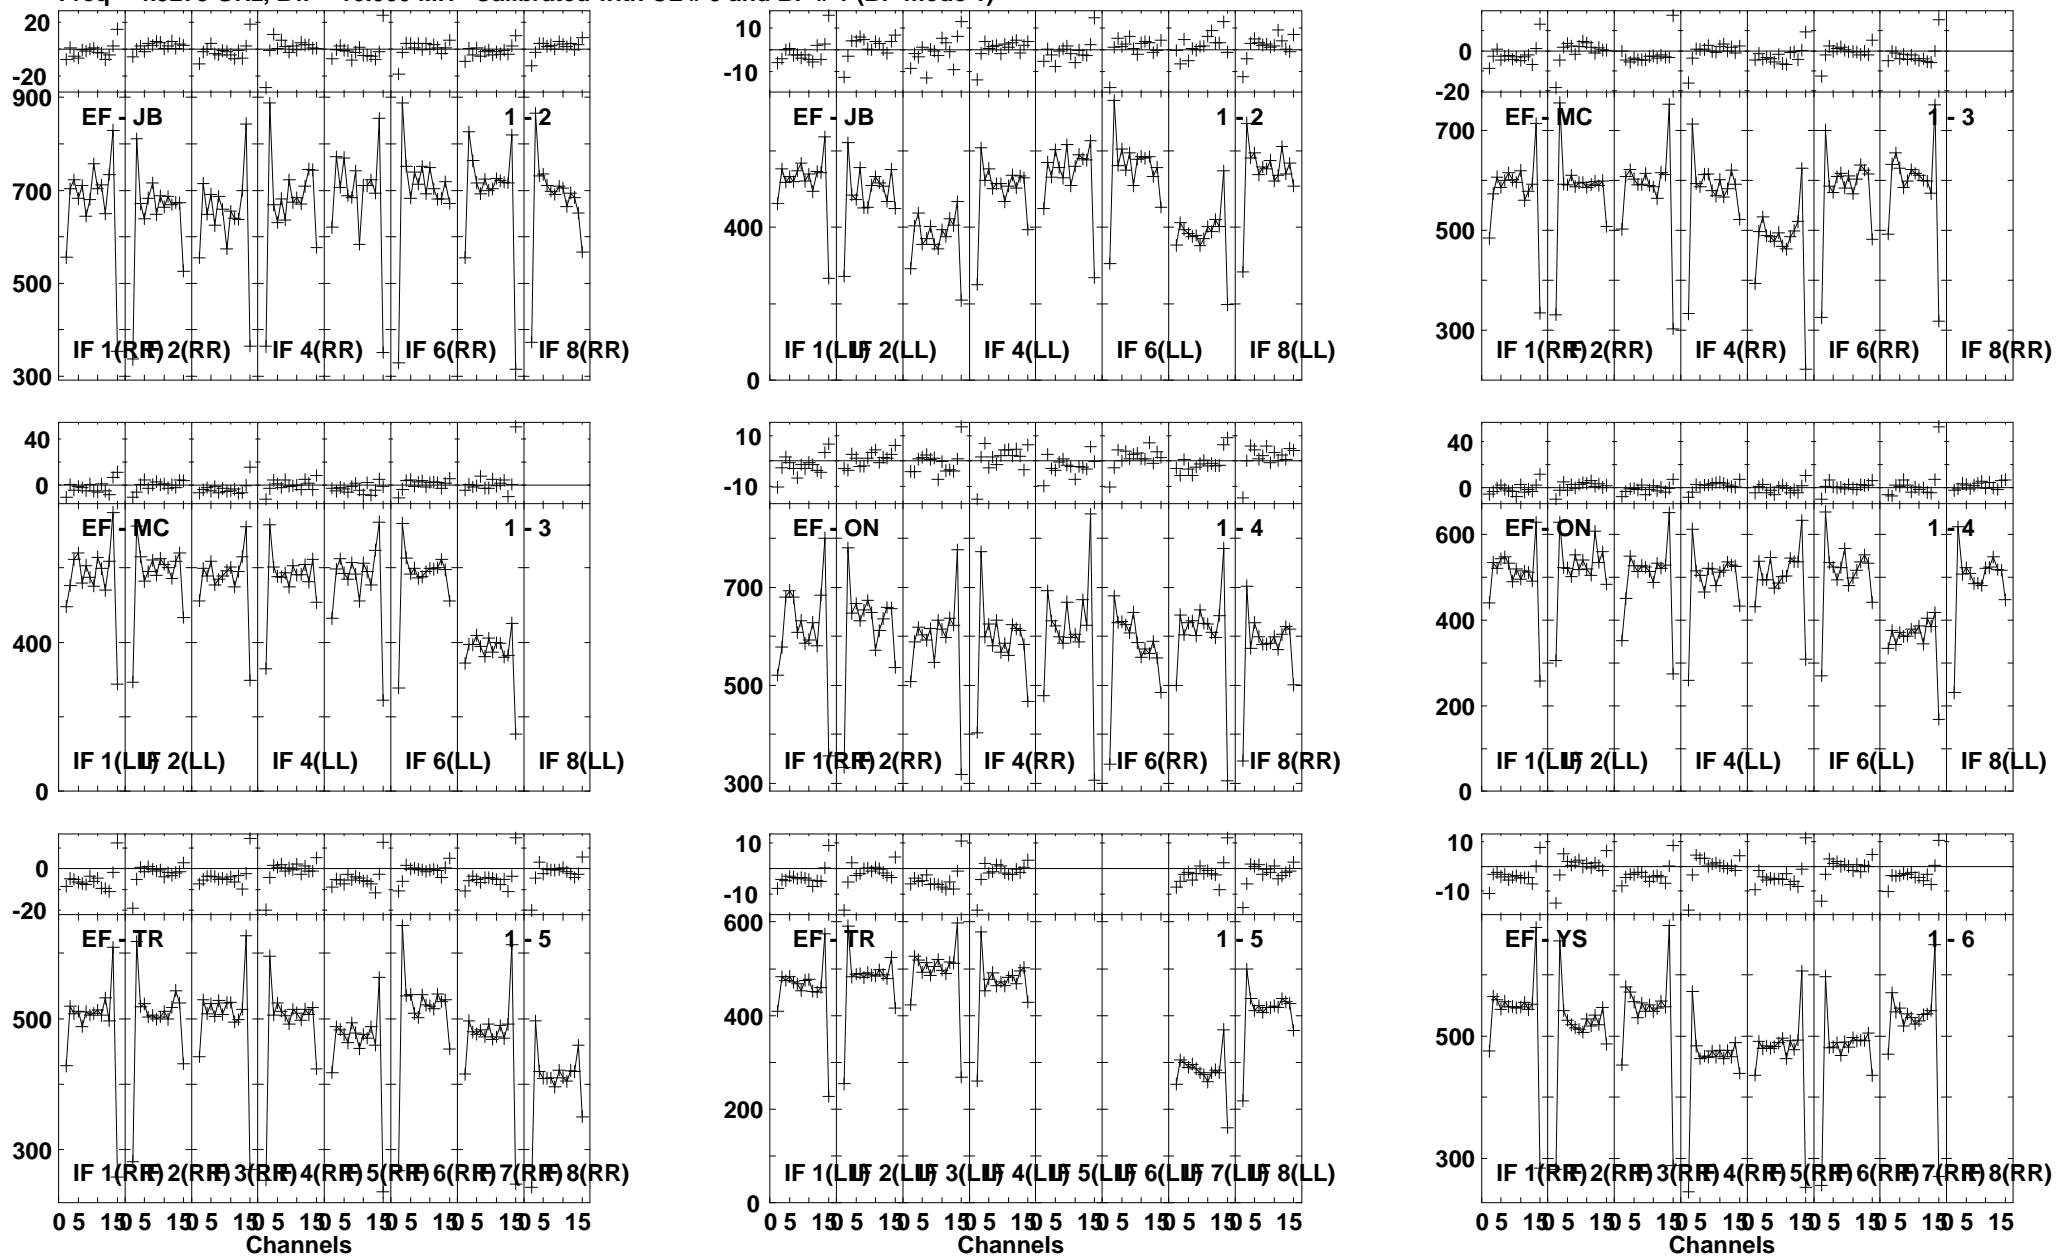 20
-20
900
700
500
300
EF - JB
1 - 2
IF 1(RR)
IF 2(RR)
IF 4(RR)
IF 6(RR)
IF 8(RR)
10
-10
400
0
EF - JB
1 - 2
IF 1(LL)
IF 2(LL)
IF 4(LL)
IF 6(LL)
IF 8(LL)
0
-20
700
500
300
EF - MC
1 - 3
IF 1(RR)
IF 2(RR)
IF 4(RR)
IF 6(RR)
IF 8(RR)
40
0
400
0
EF - MC
1 - 3
IF 1(LL)
IF 2(LL)
IF 4(LL)
IF 6(LL)
IF 8(LL)
10
-10
700
500
300
EF - ON
1 - 4
IF 1(RR)
IF 2(RR)
IF 4(RR)
IF 6(RR)
IF 8(RR)
40
0
600
400
200
0
EF - ON
1 - 4
IF 1(LL)
IF 2(LL)
IF 4(LL)
IF 6(LL)
IF 8(LL)
0
-20
500
300
EF - TR
1 - 5
IF 1(RR)
IF 2(RR)
IF 3(RR)
IF 4(RR)
IF 5(RR)
IF 6(RR)
IF 7(RR)
IF 8(RR)
0 5 15 0 5 15 0 5 15 0 5 15
Channels
10
-10
600
400
200
0
EF - TR
1 - 5
IF 1(LL)
IF 2(LL)
IF 3(LL)
IF 4(LL)
IF 5(LL)
IF 6(LL)
IF 7(LL)
IF 8(LL)
0 5 15 0 5 15 0 5 15 0 5 15
Channels
10
-10
500
300
EF - YS
1 - 6
IF 1(RR)
IF 2(RR)
IF 3(RR)
IF 4(RR)
IF 5(RR)
IF 6(RR)
IF 7(RR)
IF 8(RR)
0 5 15 0 5 15 0 5 15 0 5 15
Channels